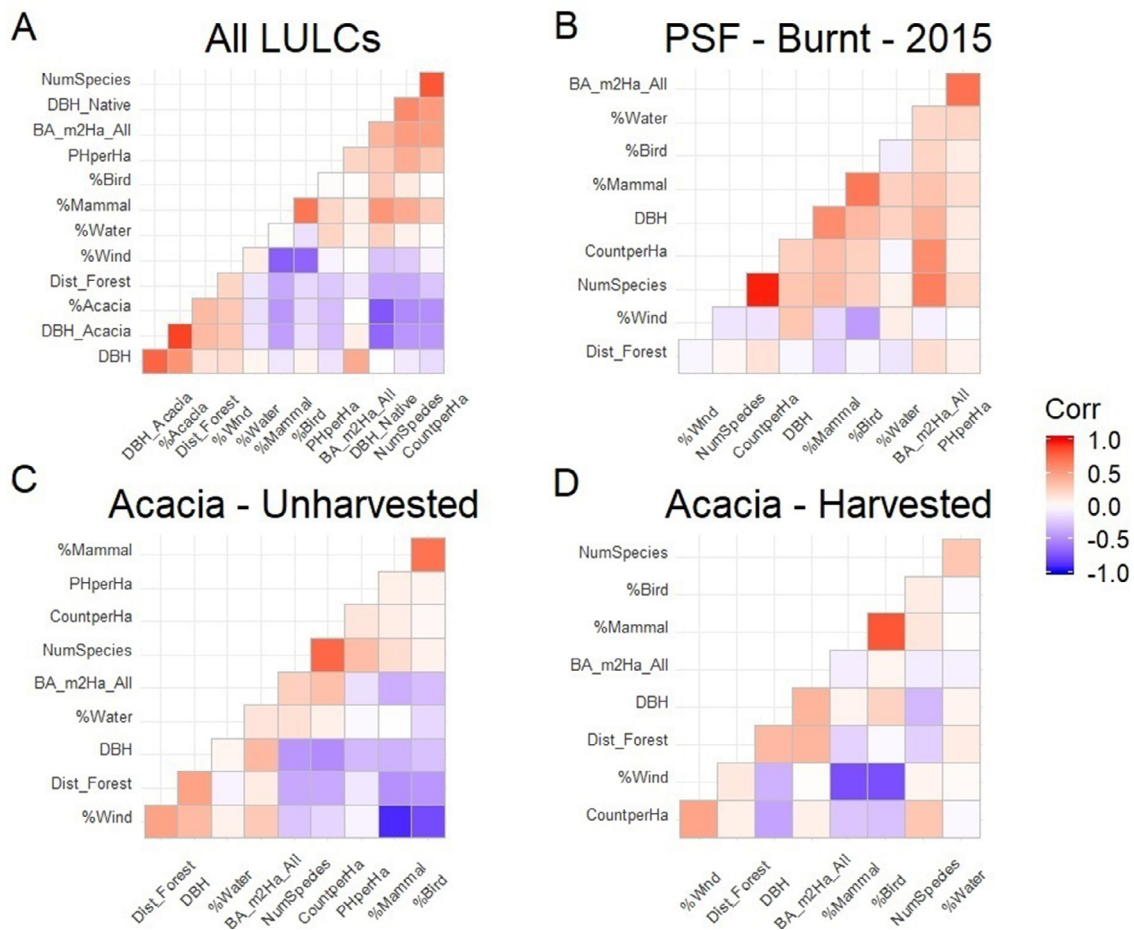 A
All LULCs
NumSpecies
DBH_Native
BA_m2Ha_All
PHperHa
%Bird
%Mammal
%Water
%Wind
Dist_Forest
%Acacia
DBH_Acacia
DBH
DBH_Acacia
%Acacia
Dist_Forest
%Wind
%Water
%Mammal
%Bird
PHperHa
BA_m2Ha_All
DBH_Native
NumSpedes
CountperHa
B
PSF - Burnt - 2015
BA_m2Ha_All
%Water
%Bird
%Mammal
DBH
CountperHa
NumSpecies
%Wind
Dist_Forest
%Wind
NumSpedes
CountperHa
DBH
%Mammal
%Bird
%Water
BA_m2Ha_All
PHperHa
Corr
1.0
0.5
0.0
-0.5
-1.0
C
Acacia - Unharvested
%Mammal
PHperHa
CountperHa
NumSpecies
BA_m2Ha_All
%Water
DBH
Dist_Forest
%Wind
Dist_Forest
DBH
%Water
BA_m2Ha_All
NumSpedes
CountperHa
PHperHa
%Mammal
%Bird
D
Acacia - Harvested
NumSpecies
%Bird
%Mammal
BA_m2Ha_All
DBH
Dist_Forest
%Wind
CountperHa
%Wind
Dist_Forest
DBH
BA_m2Ha_All
%Mammal
%Bird
NumSpedes
%Water